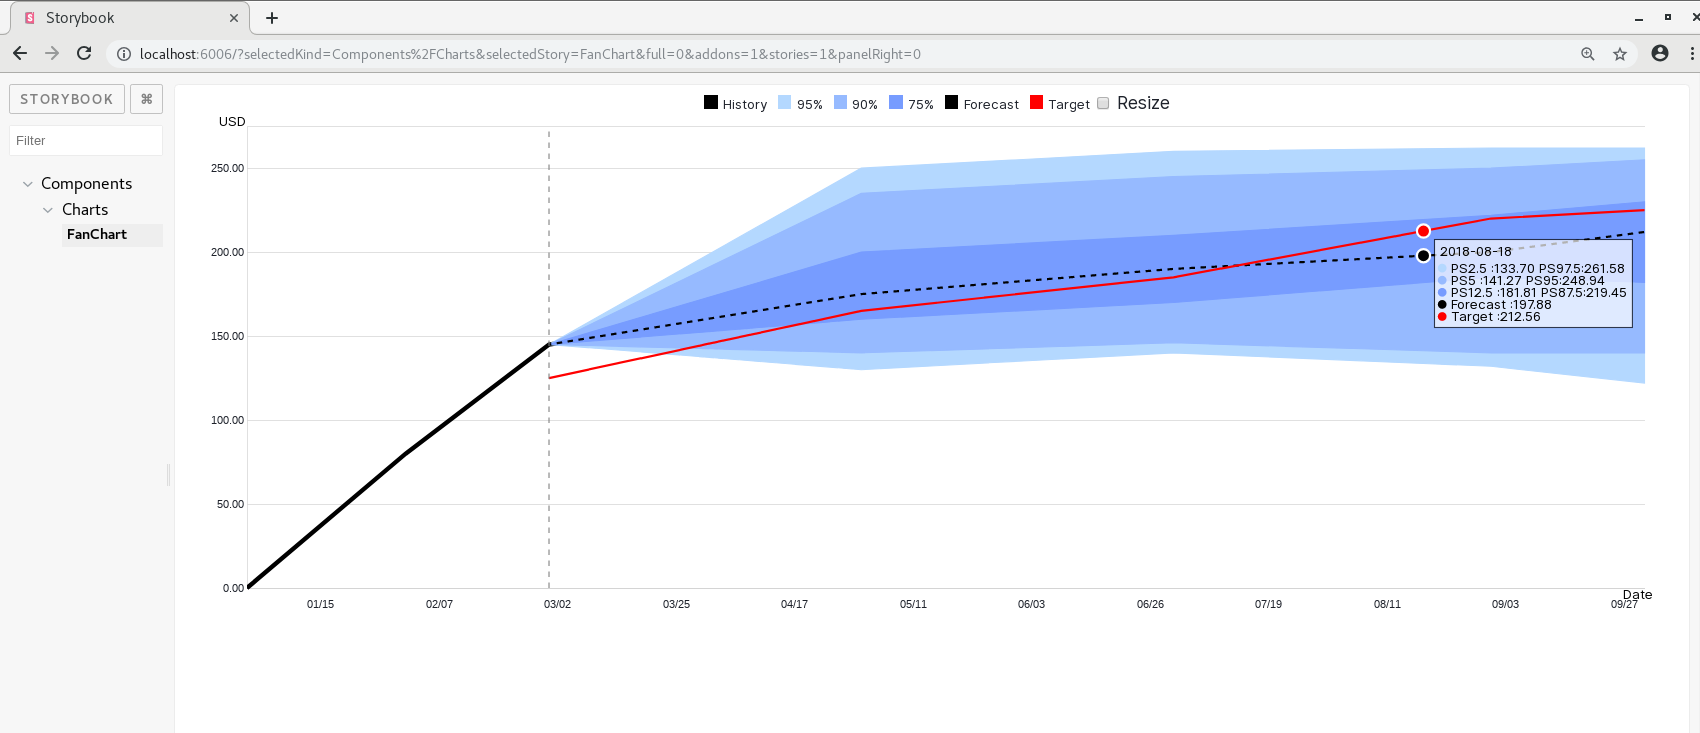 Storybook
localhost:6006/?selectedKind=Components%2FCharts&selectedStory=FanChart&full=0&addons=1&stories=1&panelRight=0
STORYBOOK ⌘
Filter
Components
Charts
FanChart
History 95% 90% 75% Forecast Target Resize
USD
250.00
200.00
150.00
100.00
50.00
0.00
2018-08-18
PS2.5 :133.70 PS97.5:261.58
PS5 :141.27 PS95:248.94
PS12.5 :181.81 PS87.5:219.45
Forecast :197.88
Target :212.56
Date
01/15 02/07 03/02 03/25 04/17 05/11 06/03 06/26 07/19 08/11 09/03 09/27